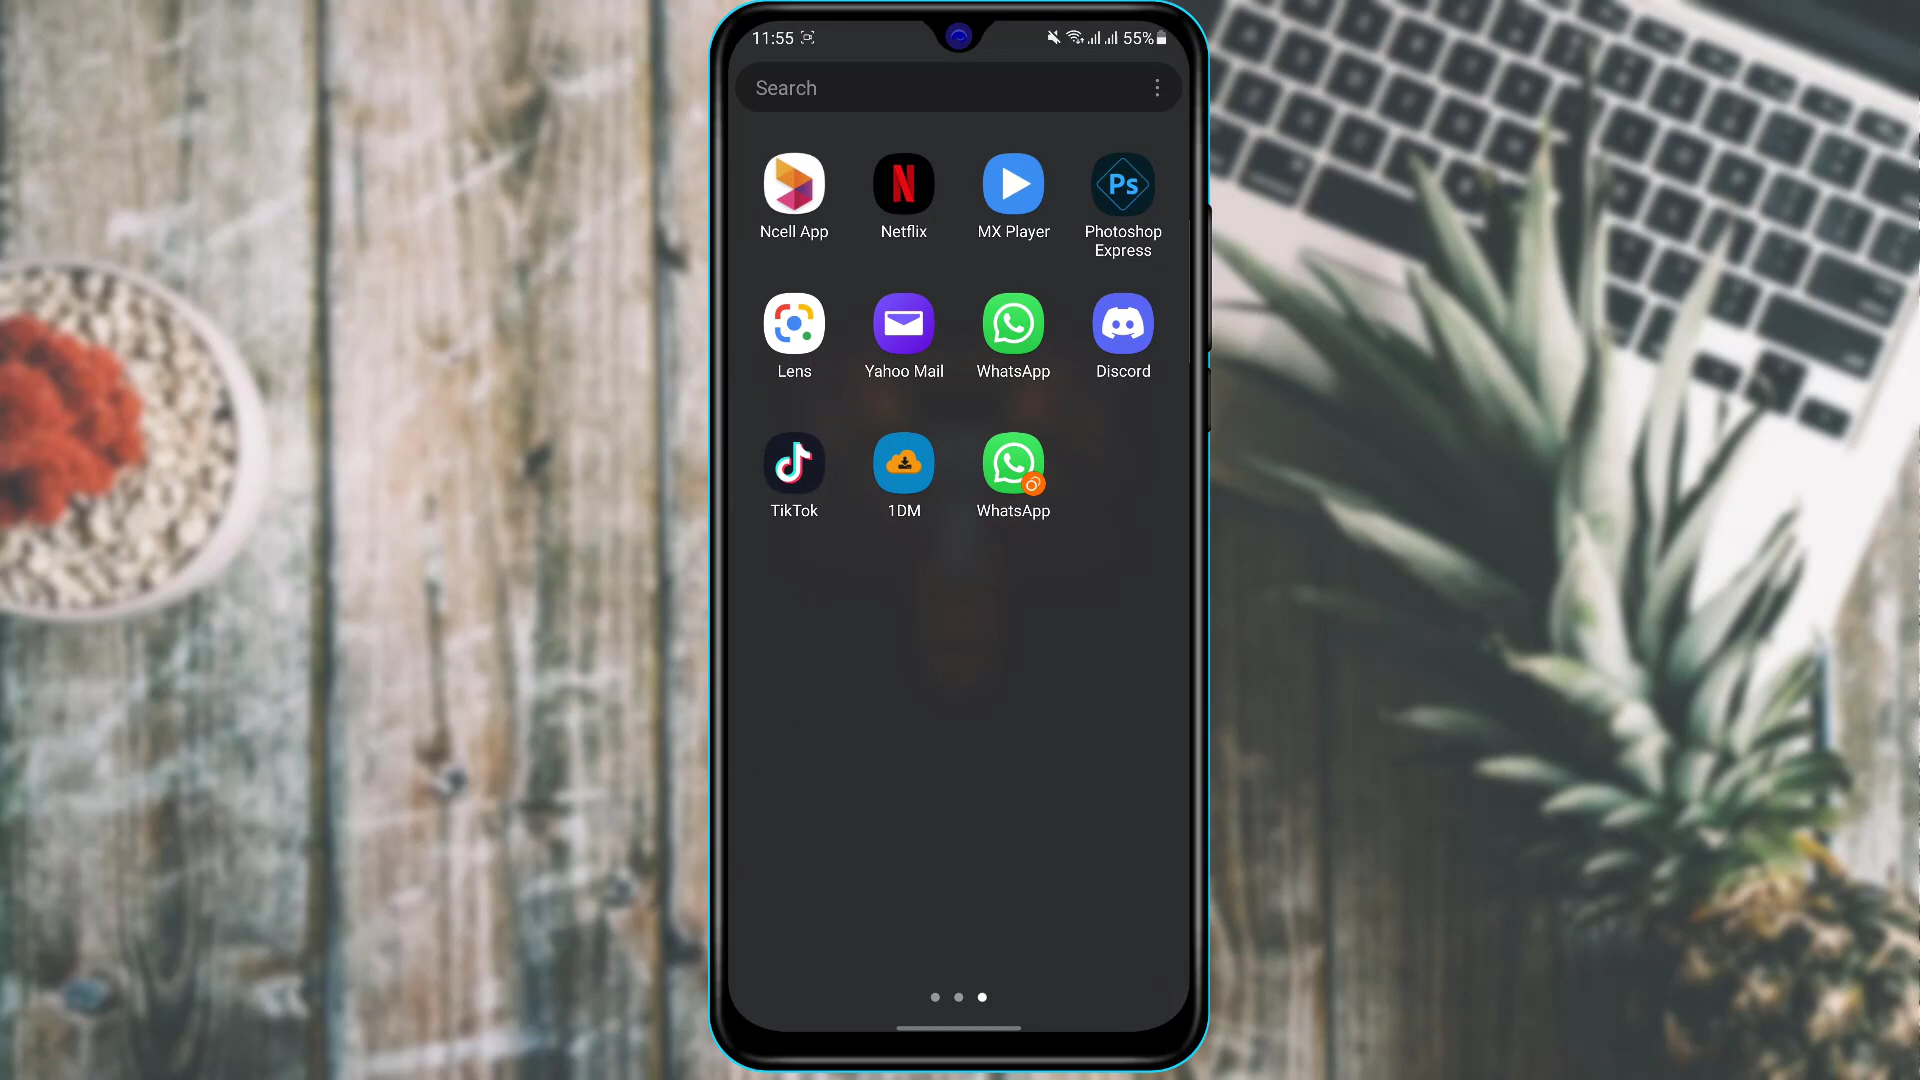 11:55
55%
Search
Ncell App
Netflix
MX Player
Ps
Photoshop
Express
Lens
Yahoo Mail
WhatsApp
Discord
TikTok
1DM
WhatsApp